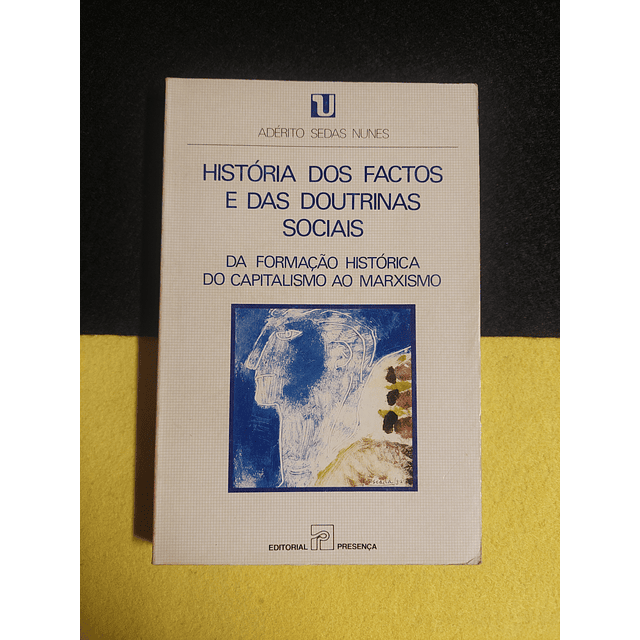 U
ADÉRITO SEDAS NUNES
HISTÓRIA DOS FACTOS
E DAS DOUTRINAS
SOCIAIS
DA FORMAÇÃO HISTÓRICA
DO CAPITALISMO AO MARXISMO
EDITORIAL P PRESENÇA